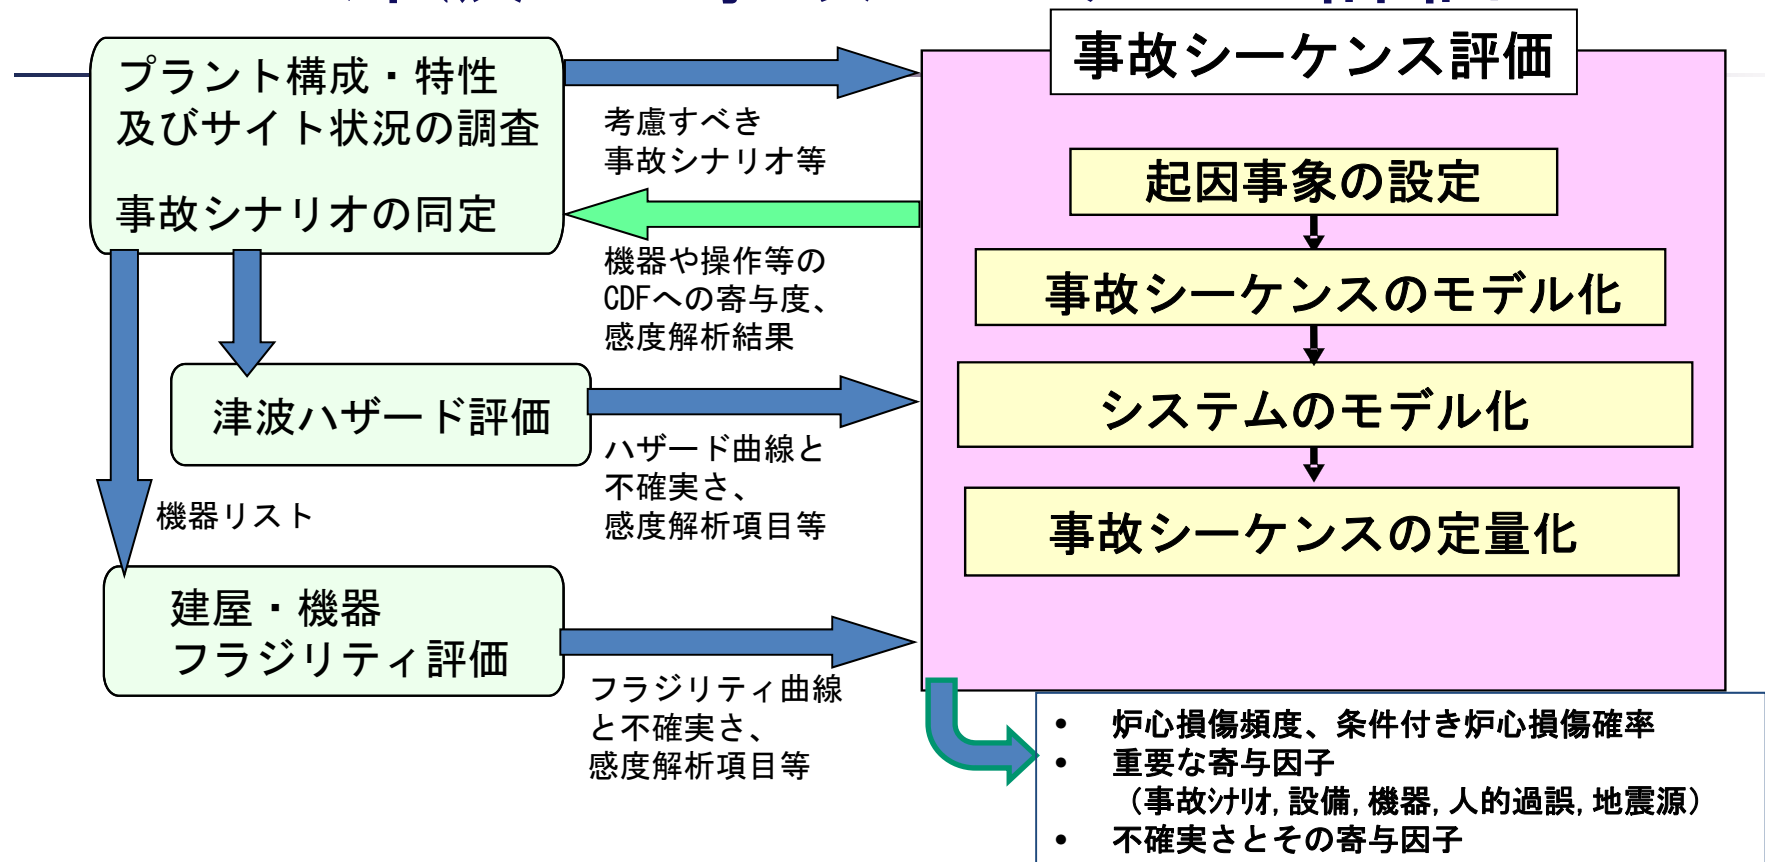 プラント構成・特性
及びサイト状況の調査
事故シナリオの同定
考慮すべき
事故シナリオ等
機器や操作等の
CDFへの寄与度、
感度解析結果
津波ハザード評価
ハザード曲線と
不確実さ、
感度解析項目等
機器リスト
建屋・機器
フラジリティ評価
フラジリティ曲線
と不確実さ、
感度解析項目等
事故シーケンス評価
起因事象の設定
事故シーケンスのモデル化
システムのモデル化
事故シーケンスの定量化
• 炉心損傷頻度、条件付き炉心損傷確率
• 重要な寄与因子
（事故ｼﾅﾘｵ,設備,機器,人的過誤,地震源）
• 不確実さとその寄与因子